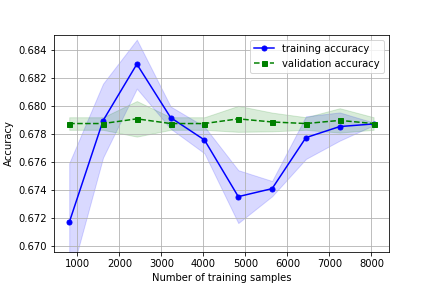 training accuracy
validation accuracy
0.684
0.682
0.680
0.678
0.676
0.674
0.672
0.670
Accuracy
1000 2000 3000 4000 5000 6000 7000 8000
Number of training samples